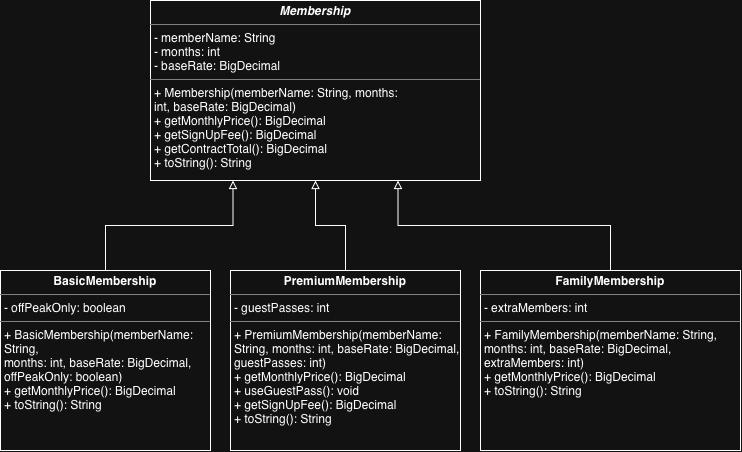 Membership
- memberName: String
- months: int
- baseRate: BigDecimal
+ Membership(memberName: String, months:
int, baseRate: BigDecimal)
+ getMonthlyPrice(): BigDecimal
+ getSignUpFee(): BigDecimal
+ getContractTotal(): BigDecimal
+ toString(): String
BasicMembership
- offPeakOnly: boolean
+ BasicMembership(memberName:
String,
months: int, baseRate: BigDecimal,
offPeakOnly: boolean)
+ getMonthlyPrice(): BigDecimal
+ toString(): String
PremiumMembership
- guestPasses: int
+ PremiumMembership(memberName:
String, months: int, baseRate: BigDecimal,
guestPasses: int)
+ getMonthlyPrice(): BigDecimal
+ useGuestPass(): void
+ getSignUpFee(): BigDecimal
+ toString(): String
FamilyMembership
- extraMembers: int
+ FamilyMembership(memberName: String,
months: int, baseRate: BigDecimal,
extraMembers: int)
+ getMonthlyPrice(): BigDecimal
+ toString(): String